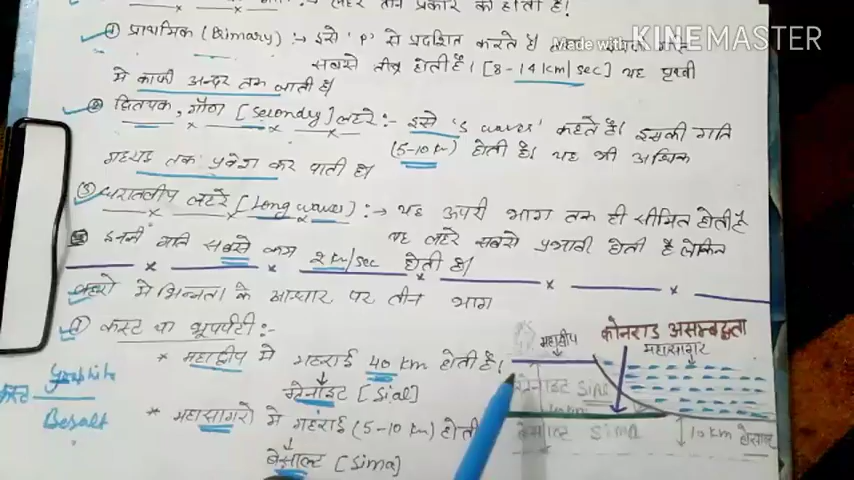 लहर तीन प्रकार की होती है!
① प्राथमिक (Primary) :→ इसे 'P' से प्रदर्शित करते है
Made with KINEMASTER
सबसे तीव्र होती है। [8-14 km/sec] यह पृथ्वी
मे काफी अन्दर तक जाती है।
② द्वितीयक, गौण [Secondry] लहरे :- इसे 'S waves' कहते है। इसकी गति
(5-10 km) होती है। यह भी अधिक
गहराई तक प्रवेश कर पाती है।
③ धरातलीय लहरे [Long waves] :→ यह ऊपरी भाग तक ही सीमित होती है
यह लहरे सबसे प्रभावी होती है लेकिन
इनकी गति सबसे कम 2 km/sec होती है।
लहरो मे भिन्नता के आधार पर तीन भाग
① क्रस्ट या भूपर्पटी :-
* महाद्वीप मे गहराई 40 km होती है।
ग्रेनाइट [Sial]
* महासागरो मे गहराई (5-10 km) होती
बेसाल्ट [Sima]
क्रस्ट
Besalt
कोनराड असम्बद्धता
महाद्वीप
महासागर
ग्रेनाइट Sial
बेसाल्ट Sima
10 km